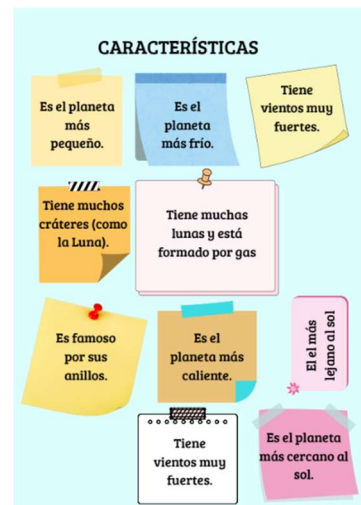 CARACTERÍSTICAS
Es el planeta
más
pequeño.
Es el
planeta
más frío.
Tiene
vientos muy
fuertes.
Tiene muchos
cráteres (como
la Luna).
Tiene muchas
lunas y está
formado por gas
Es famoso
por sus
anillos.
Es el
planeta más
caliente.
El el más
lejano al sol
Tiene
vientos muy
fuertes.
Es el planeta
más cercano al
sol.